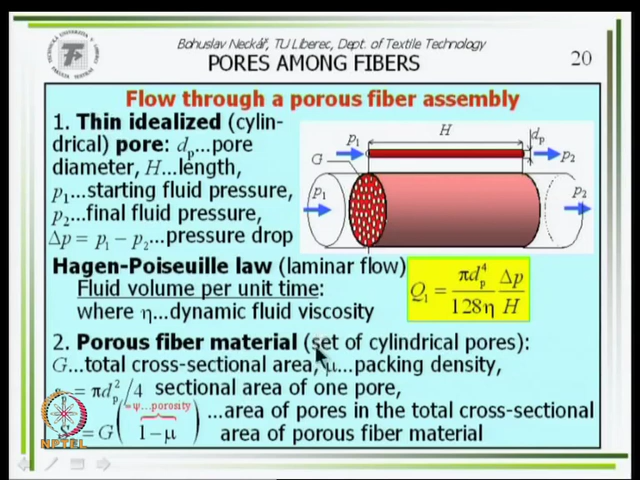 Bohuslav Neckář, TU Liberec, Dept. of Textile Technology
PORES AMONG FIBERS
20
Flow through a porous fiber assembly
1. Thin idealized (cylin-
drical) pore: dp...pore
diameter, H...length,
p1...starting fluid pressure,
p2...final fluid pressure,
Δp = p1 − p2...pressure drop
H
dp
p1
p2
G
p1
p2
Hagen-Poiseuille law (laminar flow)
Fluid volume per unit time:
where η...dynamic fluid viscosity
Q1 = πdp^4/128η Δp/H
2. Porous fiber material (set of cylindrical pores):
G...total cross-sectional area, μ...packing density,
= πdp^2/4 sectional area of one pore,
=ψ...porosity
= G(1−μ) ...area of pores in the total cross-sectional
area of porous fiber material
NPTEL